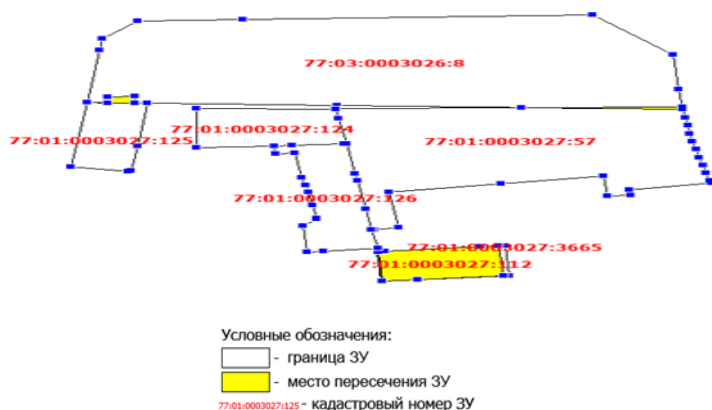 77:03:0003026:8
77:01:0003027:124
77:01:0003027:125
77:01:0003027:57
77:01:0003027:126
77:01:0003027:3665
77:01:0003027:112
Условные обозначения:
- граница ЗУ
- место пересечения ЗУ
77:01:0003027:125 - кадастровый номер ЗУ